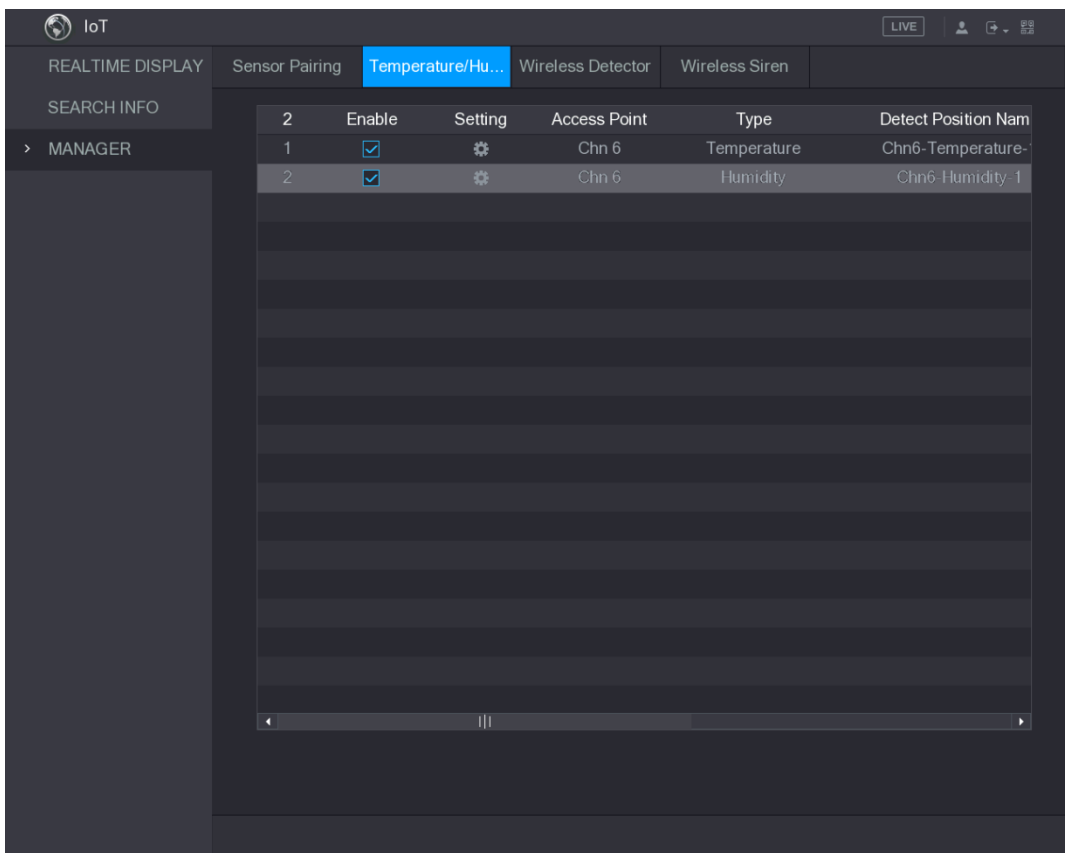 IoT
LIVE
REALTIME DISPLAY
SEARCH INFO
MANAGER
Sensor Pairing Temperature/Hu... Wireless Detector Wireless Siren
2 Enable Setting Access Point Type Detect Position Nam
1 Chn 6 Temperature Chn6-Temperature-1
2 Chn 6 Humidity Chn6-Humidity-1